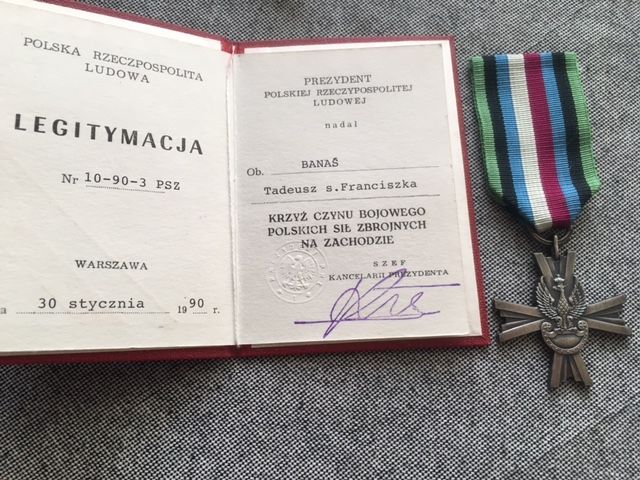 POLSKA RZECZPOSPOLITA
LUDOWA
LEGITYMACJA
Nr 10-90-3 PSZ
WARSZAWA
a 30 stycznia 1990 r.
PREZYDENT
POLSKIEJ RZECZYPOSPOLITEJ
LUDOWEJ
nadał
Ob. BANAŚ
Tadeusz s.Franciszka
KRZYŻ CZYNU BOJOWEGO
POLSKICH SIŁ ZBROJNYCH
NA ZACHODZIE
SZEF
KANCELARII PREZYDENTA